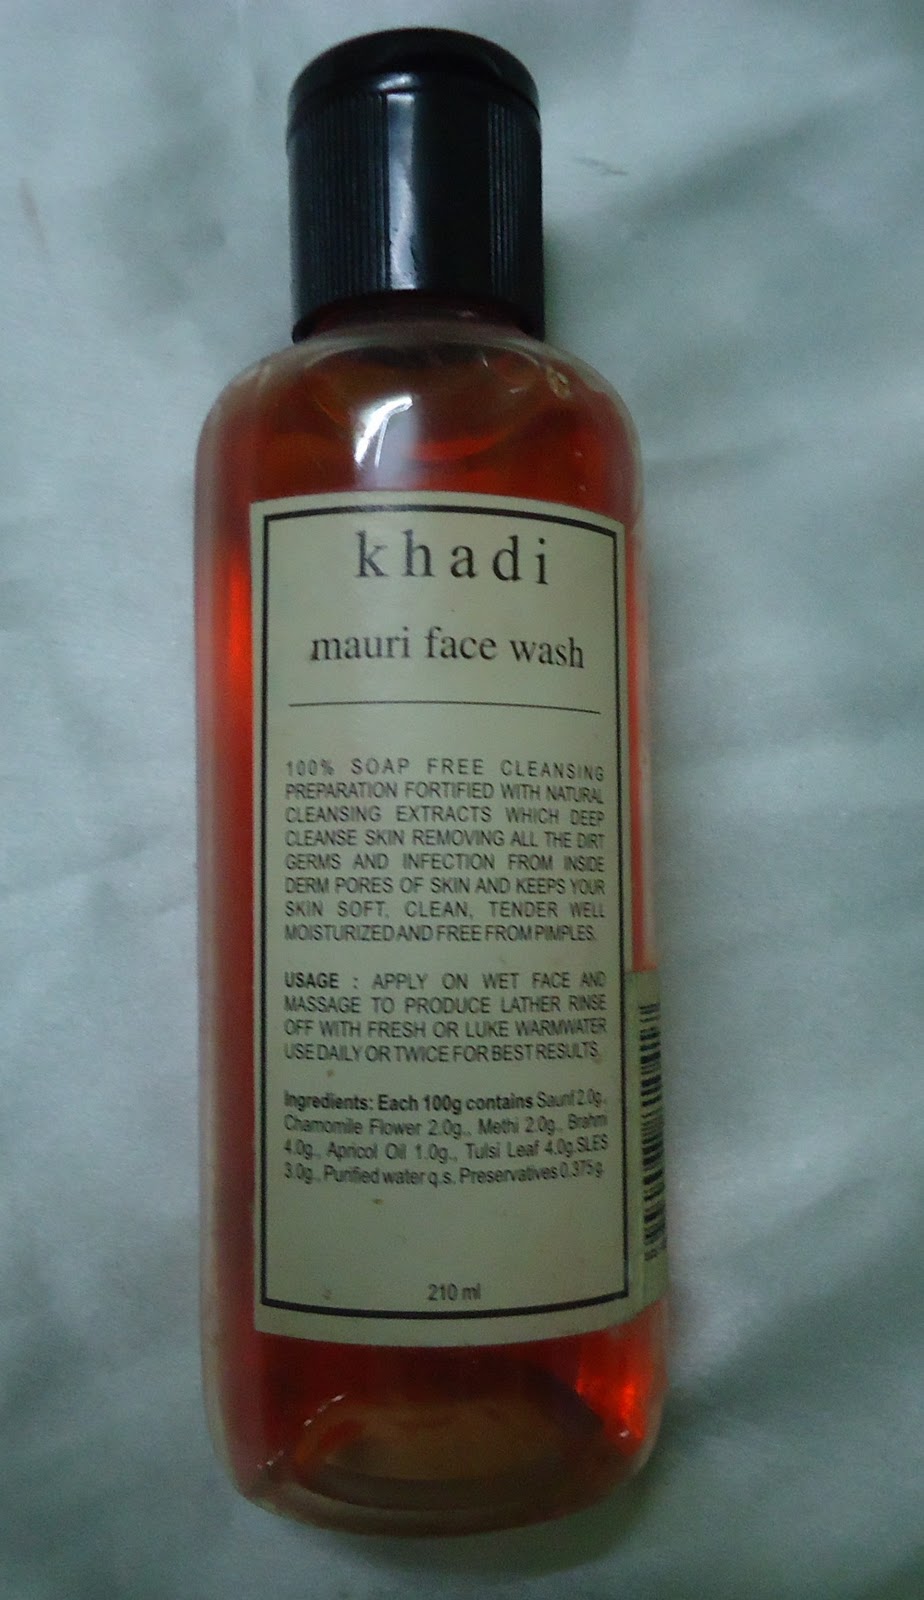 khadi
mauri face wash
100% SOAP FREE CLEANSING
PREPARATION FORTIFIED WITH NATURAL
CLEANSING EXTRACTS WHICH DEEP
CLEANSE SKIN REMOVING ALL THE DIRT
GERMS AND INFECTION FROM INSIDE
DERM PORES OF SKIN AND KEEPS YOUR
SKIN SOFT, CLEAN, TENDER WELL
MOISTURIZED AND FREE FROM PIMPLES.
USAGE : APPLY ON WET FACE AND
MASSAGE TO PRODUCE LATHER RINSE
OFF WITH FRESH OR LUKE WARMWATER
USE DAILY OR TWICE FOR BEST RESULTS.
Ingredients: Each 100g contains Saunf 2.0g.,
Chamomile Flower 2.0g., Methi 2.0g., Brahmi
4.0g., Apricol Oil 1.0g., Tulsi Leaf 4.0g.SLES
3.0g., Purified water q.s. Preservatives 0.375g
210 ml